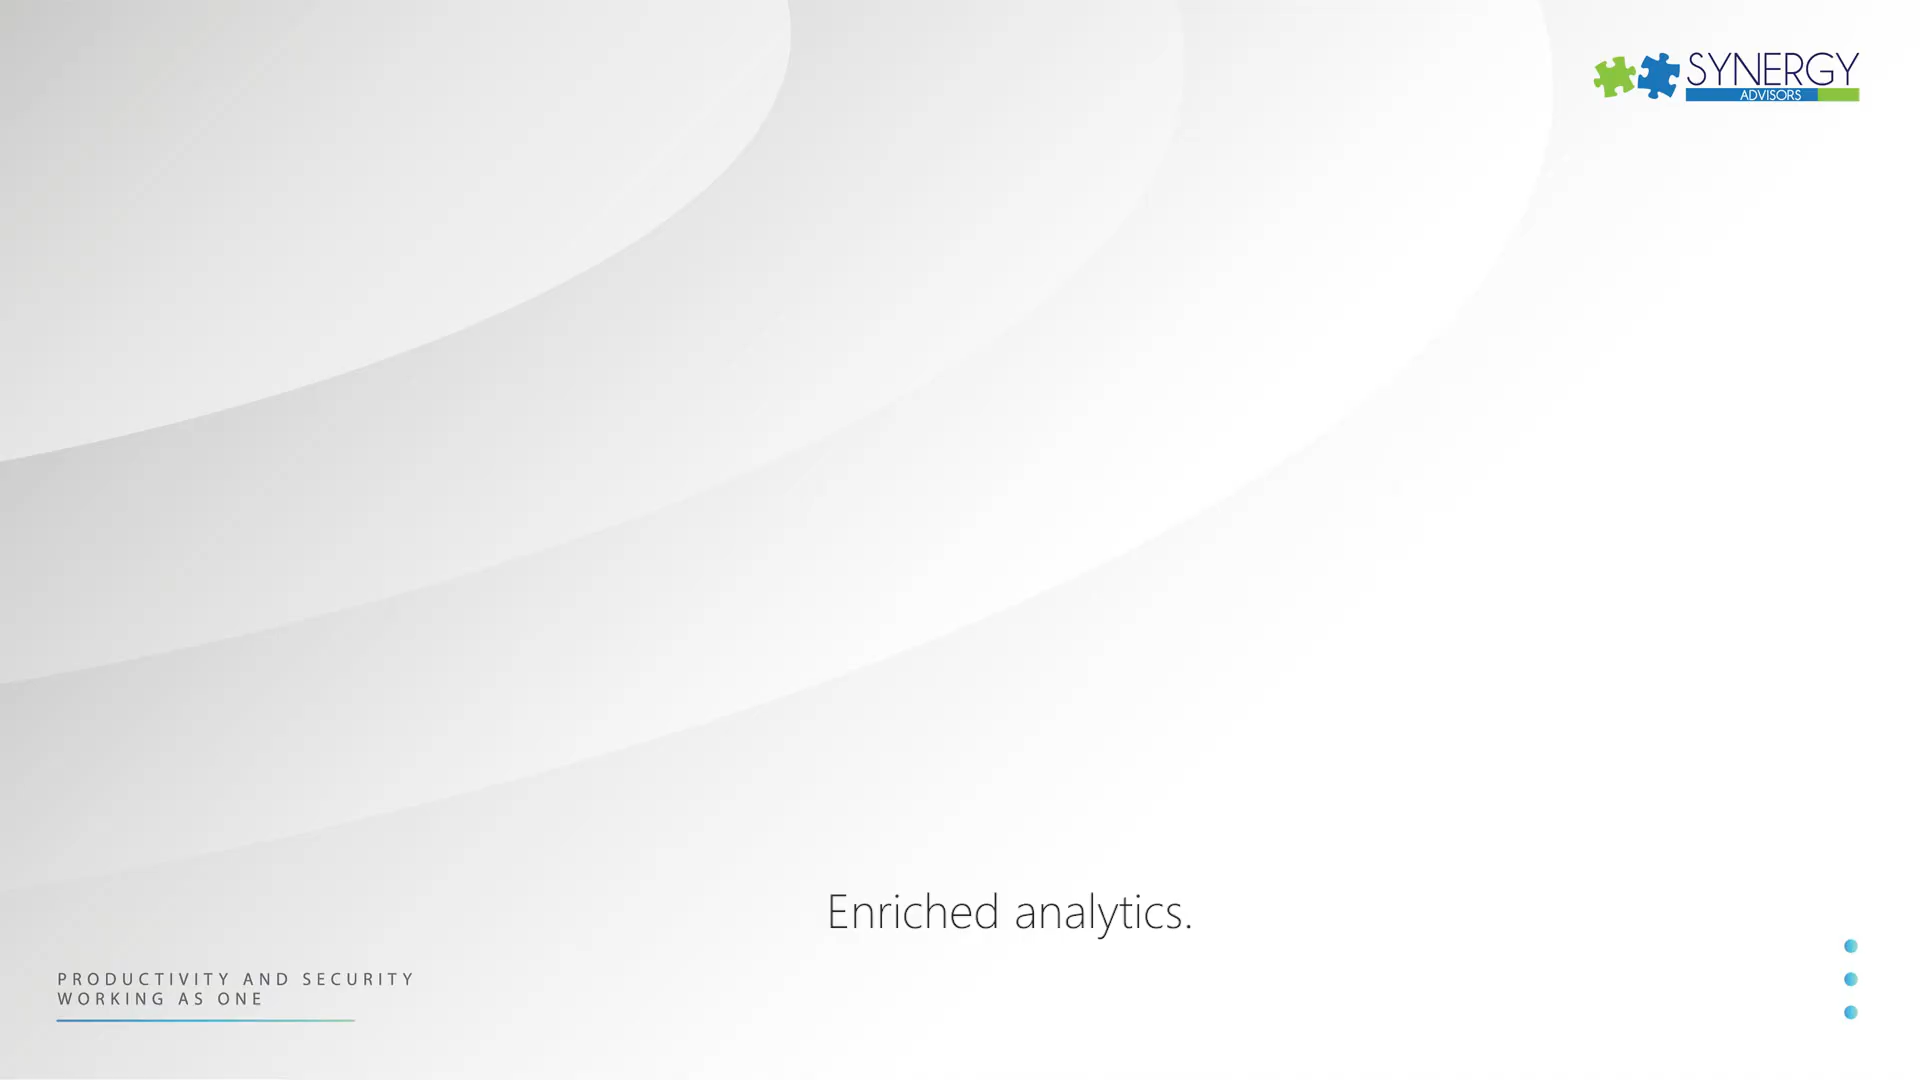 SYNERGY
ADVISORS
Enriched analytics.
PRODUCTIVITY AND SECURITY
WORKING AS ONE